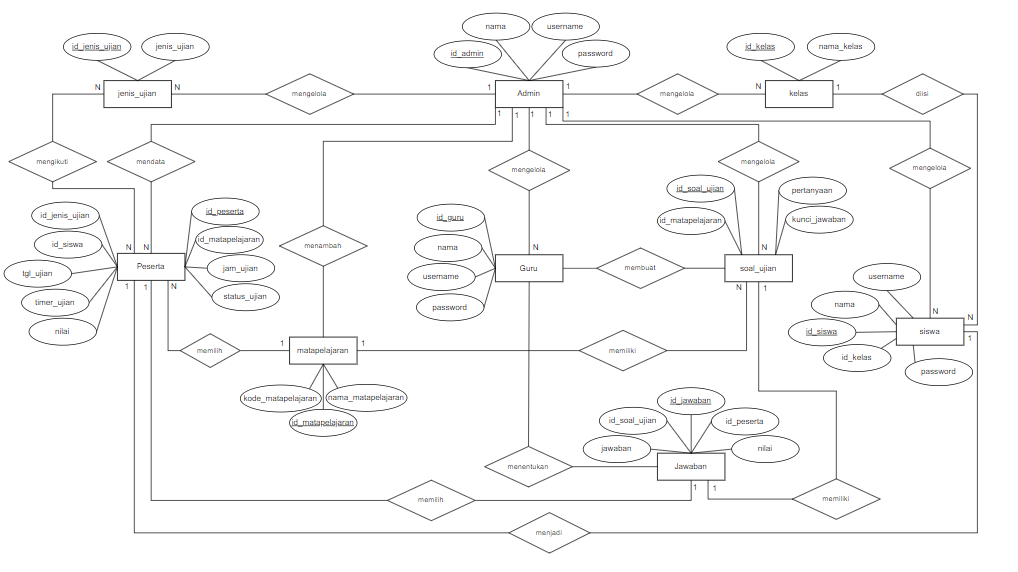 nama
username
id_jenis_ujian
jenis_ujian
id_admin
password
id_kelas
nama_kelas
N
jenis_ujian
N
mengelola
1
Admin
1
mengelola
N
kelas
1
diisi
1
1
1
1
1
mengikuti
mendata
mengelola
mengelola
mengelola
id_jenis_ujian
id_peserta
id_guru
id_soal_ujian
pertanyaan
id_siswa
id_matapelajaran
menambah
nama
id_matapelajaran
kunci_jawaban
N
N
N
N
tgl_ujian
Peserta
jam_ujian
username
Guru
membuat
soal_ujian
username
1
1
N
N
1
timer_ujian
status_ujian
password
nama
N
N
nilai
id_siswa
siswa
1
memilih
1
matapelajaran
1
memiliki
id_kelas
password
kode_matapelajaran
nama_matapelajaran
id_matapelajaran
id_jawaban
id_soal_ujian
id_peserta
jawaban
nilai
menentukan
Jawaban
1
1
memilih
memiliki
menjadi